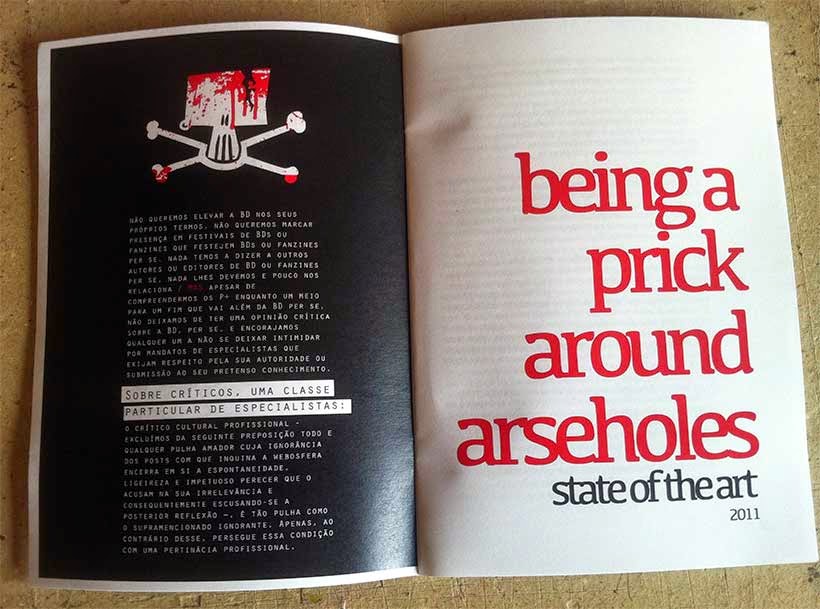 NÃO QUEREMOS ELEVAR A BD NOS SEUS
PRÓPRIOS TERMOS. NÃO QUEREMOS MARCAR
PRESENÇA EM FESTIVAIS DE BDs OU
FANZINES QUE FESTEJEM BDs OU FANZINES
PER SE. NADA TEMOS A DIZER A OUTROS
AUTORES OU EDITORES DE BD OU FANZINES
PER SE. NADA LHES DEVEMOS E POUCO NOS
RELACIONA / MAS APESAR DE
COMPREENDERMOS OS P+ ENQUANTO UM MEIO
PARA UM FIM QUE VAI ALÉM DA BD PER SE,
NÃO DEIXAMOS DE TER UMA OPINIÃO CRÍTICA
SOBRE A BD, PER SE, E ENCORAJAMOS
QUALQUER UM A NÃO SE DEIXAR INTIMIDAR
POR MANDATOS DE ESPECIALISTAS QUE
EXIJAM RESPEITO PELA SUA AUTORIDADE OU
SUBMISSÃO AO SEU PRETENSO CONHECIMENTO.
SOBRE CRÍTICOS, UMA CLASSE
PARTICULAR DE ESPECIALISTAS:
O CRÍTICO CULTURAL PROFISSIONAL -
EXCLUÍMOS DA SEGUINTE PREPOSIÇÃO TODO E
QUALQUER PULHA AMADOR CUJA IGNORÂNCIA
DOS POSTS COM QUE INQUINA A WEBOSFERA
ENCIRRA EM SI A ESPONTANEIDADE,
LIGEIREZA E IMPETUOSO PERECER QUE O
ACUSAM NA SUA IRRELEVÂNCIA E
CONSEQUENTEMENTE ESCUSANDO-SE A
POSTERIOR REFLEXÃO –, É TÃO PULHA COMO
O SUPRAMENCIONADO IGNORANTE. APENAS, AO
CONTRÁRIO DESSE, PERSEGUE ESSA CONDIÇÃO
COM UMA PERTINÁCIA PROFISSIONAL.
being a
prick
around
arseholes
state of the art
2011